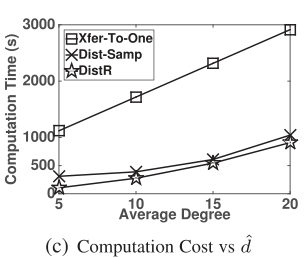 3000
2000
1000
500
0
Computation Time (s)
Xfer-To-One
Dist-Samp
DistR
5
10
15
20
Average Degree
(c) Computation Cost vs d̂